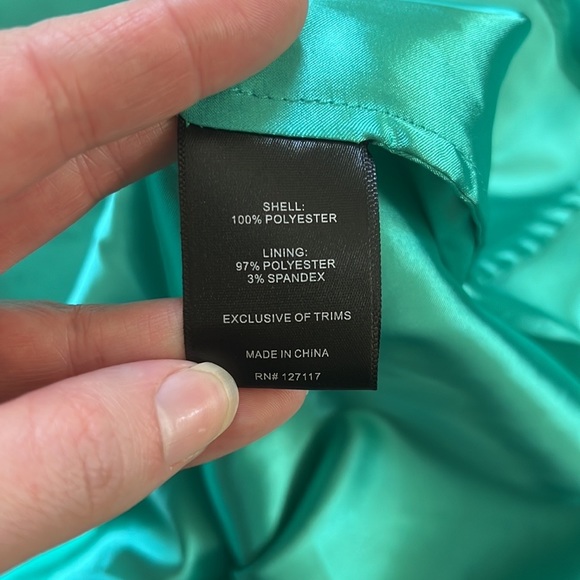 SHELL:
100% POLYESTER
LINING:
97% POLYESTER
3% SPANDEX
EXCLUSIVE OF TRIMS
MADE IN CHINA
RN# 127117